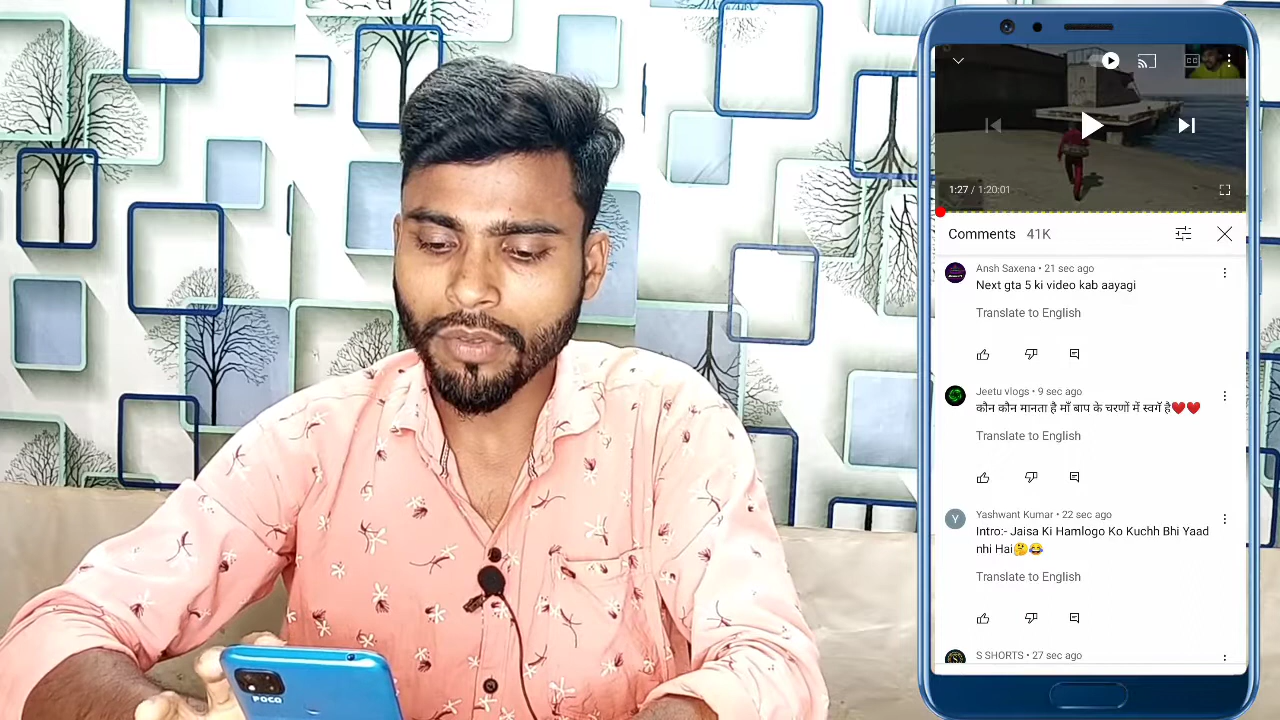 CC
1:27 / 1:20:01
Comments 41K
Ansh Saxena • 21 sec ago
Next gta 5 ki video kab aayagi
Translate to English
Jeetu vlogs • 9 sec ago
कौन कौन मानता है माँ बाप के चरणों में स्वर्ग है❤️❤️
Translate to English
Y
Yashwant Kumar • 22 sec ago
Intro:- Jaisa Ki Hamlogo Ko Kuchh Bhi Yaad
nhi Hai🤔😂
Translate to English
S SHORTS • 27 sec ago
POCO